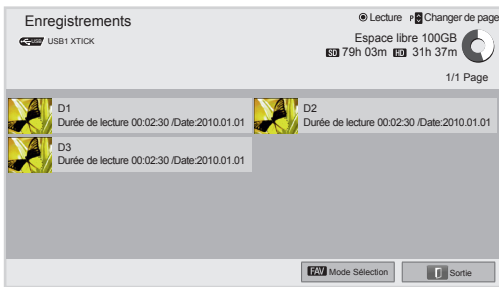 Enregistrements
Lecture P Changer de page
USB1 XTICK
Espace libre 100GB
SD 79h 03m HD 31h 37m
1/1 Page
D1
Durée de lecture 00:02:30 /Date:2010.01.01
D2
Durée de lecture 00:02:30 /Date:2010.01.01
D3
Durée de lecture 00:02:30 /Date:2010.01.01
FAV Mode Sélection
Sortie